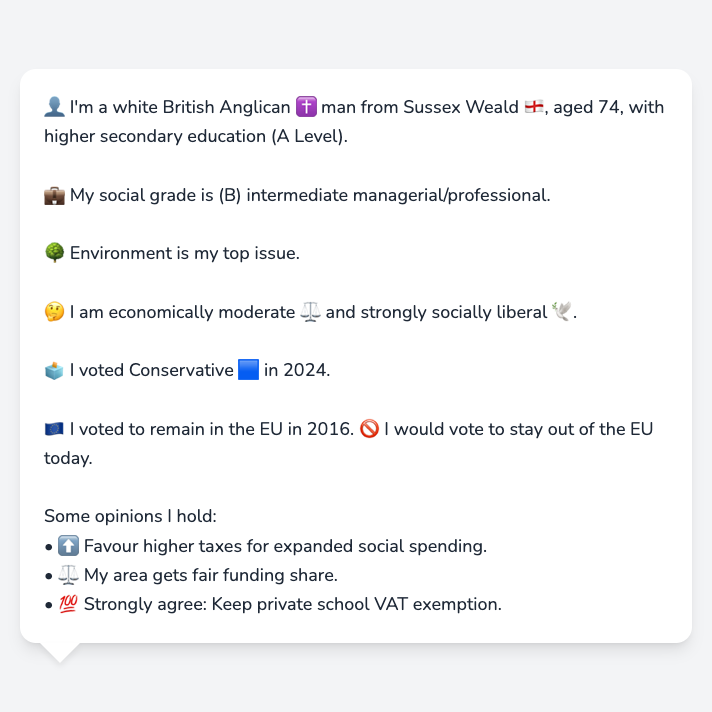 👤 I'm a white British Anglican ✝️ man from Sussex Weald 🏴󠁧󠁢󠁥󠁮󠁧󠁿, aged 74, with
higher secondary education (A Level).
💼 My social grade is (B) intermediate managerial/professional.
🌳 Environment is my top issue.
🤔 I am economically moderate ⚖️ and strongly socially liberal 🕊️.
🗳️ I voted Conservative 🟦 in 2024.
🇪🇺 I voted to remain in the EU in 2016. 🚫 I would vote to stay out of the EU
today.
Some opinions I hold:
• ⬆️ Favour higher taxes for expanded social spending.
• ⚖️ My area gets fair funding share.
• 💯 Strongly agree: Keep private school VAT exemption.